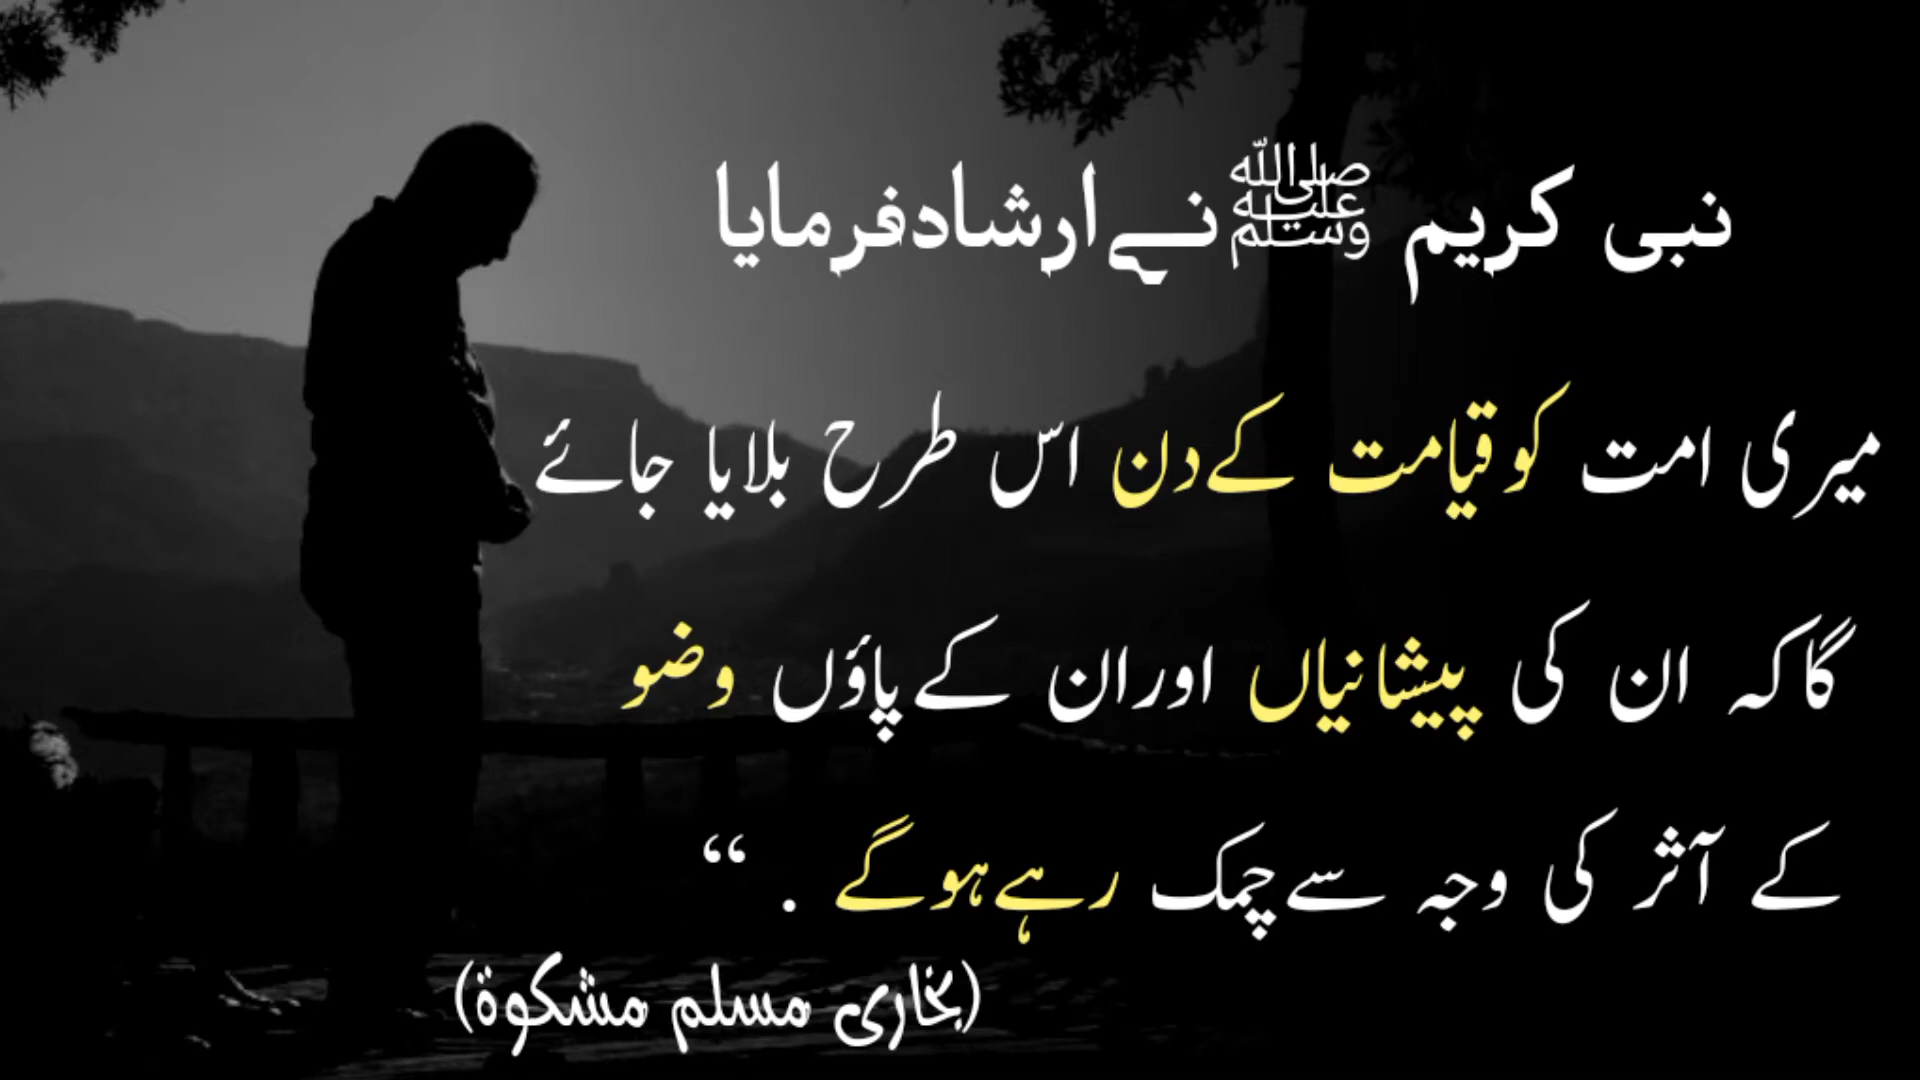 نبی کریم ﷺ نے ارشاد فرمایا
میری امت کو قیامت کے دن اس طرح بلایا جائے
گا کہ ان کی پیشانیاں اور ان کے پاؤں وضو
کے آثر کی وجہ سے چمک رہے ہو گے . “
(بخاری مسلم مشکوۃ)